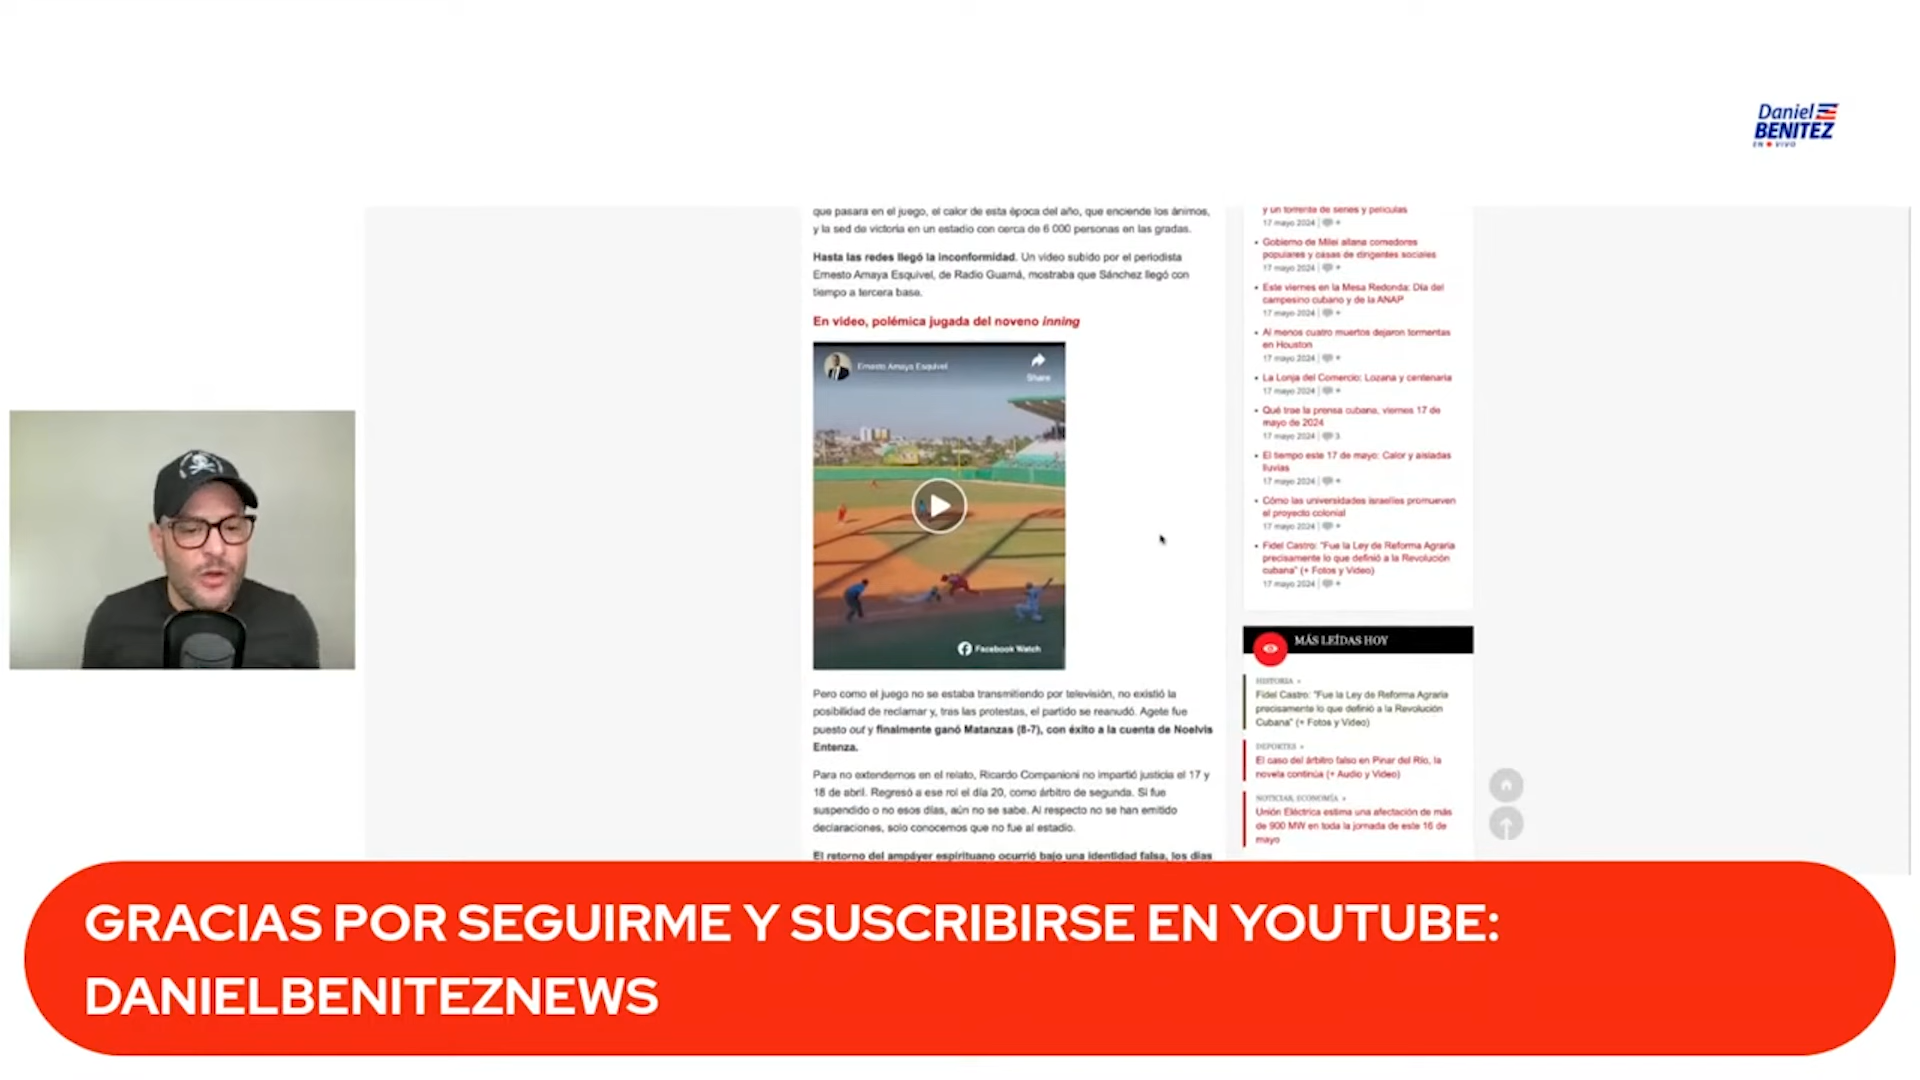 Daniel
BENITEZ
EN VIVO
que pasara en el juego, el calor de esta época del año, que enciende los ánimos,
y la sed de victoria en un estadio con cerca de 6 000 personas en las gradas.
Hasta las redes llegó la inconformidad. Un video subido por el periodista
Ernesto Amaya Esquivel, de Radio Guamá, mostraba que Sánchez llegó con
tiempo a tercera base.
En video, polémica jugada del noveno inning
Ernesto Amaya Esquivel
Share
Facebook Watch
Pero como el juego no se estaba transmitiendo por televisión, no existió la
posibilidad de reclamar y, tras las protestas, el partido se reanudó. Agete fue
puesto out y finalmente ganó Matanzas (8-7), con éxito a la cuenta de Noelvis
Entenza.
Para no extendernos en el relato, Ricardo Companioni no impartió justicia el 17 y
18 de abril. Regresó a ese rol el día 20, como árbitro de segunda. Si fue
suspendido o no esos días, aún no se sabe. Al respecto no se han emitido
declaraciones, solo conocemos que no fue al estadio.
El retorno del ampáyer espirituano ocurrió bajo una identidad falsa, los días
y un torrente de series y películas
17 mayo 2024 | +
• Gobierno de Milei allana comedores
populares y casas de dirigentes sociales
17 mayo 2024 | +
• Este viernes en la Mesa Redonda: Día del
campesino cubano y de la ANAP
17 mayo 2024 | +
• Al menos cuatro muertos dejaron tormentas
en Houston
17 mayo 2024 | +
• La Lonja del Comercio: Lozana y centenaria
17 mayo 2024 | +
• Qué trae la prensa cubana, viernes 17 de
mayo de 2024
17 mayo 2024 | 3
• El tiempo este 17 de mayo: Calor y aisladas
lluvias
17 mayo 2024 | +
• Cómo las universidades israelíes promueven
el proyecto colonial
17 mayo 2024 | +
• Fidel Castro: "Fue la Ley de Reforma Agraria
precisamente lo que definió a la Revolución
cubana" (+ Fotos y Video)
17 mayo 2024 | +
MÁS LEÍDAS HOY
HISTORIA »
Fidel Castro: "Fue la Ley de Reforma Agraria
precisamente lo que definió a la Revolución
Cubana" (+ Fotos y Video)
DEPORTES »
El caso del árbitro falso en Pinar del Río, la
novela continúa (+ Audio y Video)
NOTICIAS, ECONOMÍA »
Unión Eléctrica estima una afectación de más
de 900 MW en toda la jornada de este 16 de
mayo
GRACIAS POR SEGUIRME Y SUSCRIBIRSE EN YOUTUBE:
DANIELBENITEZNEWS